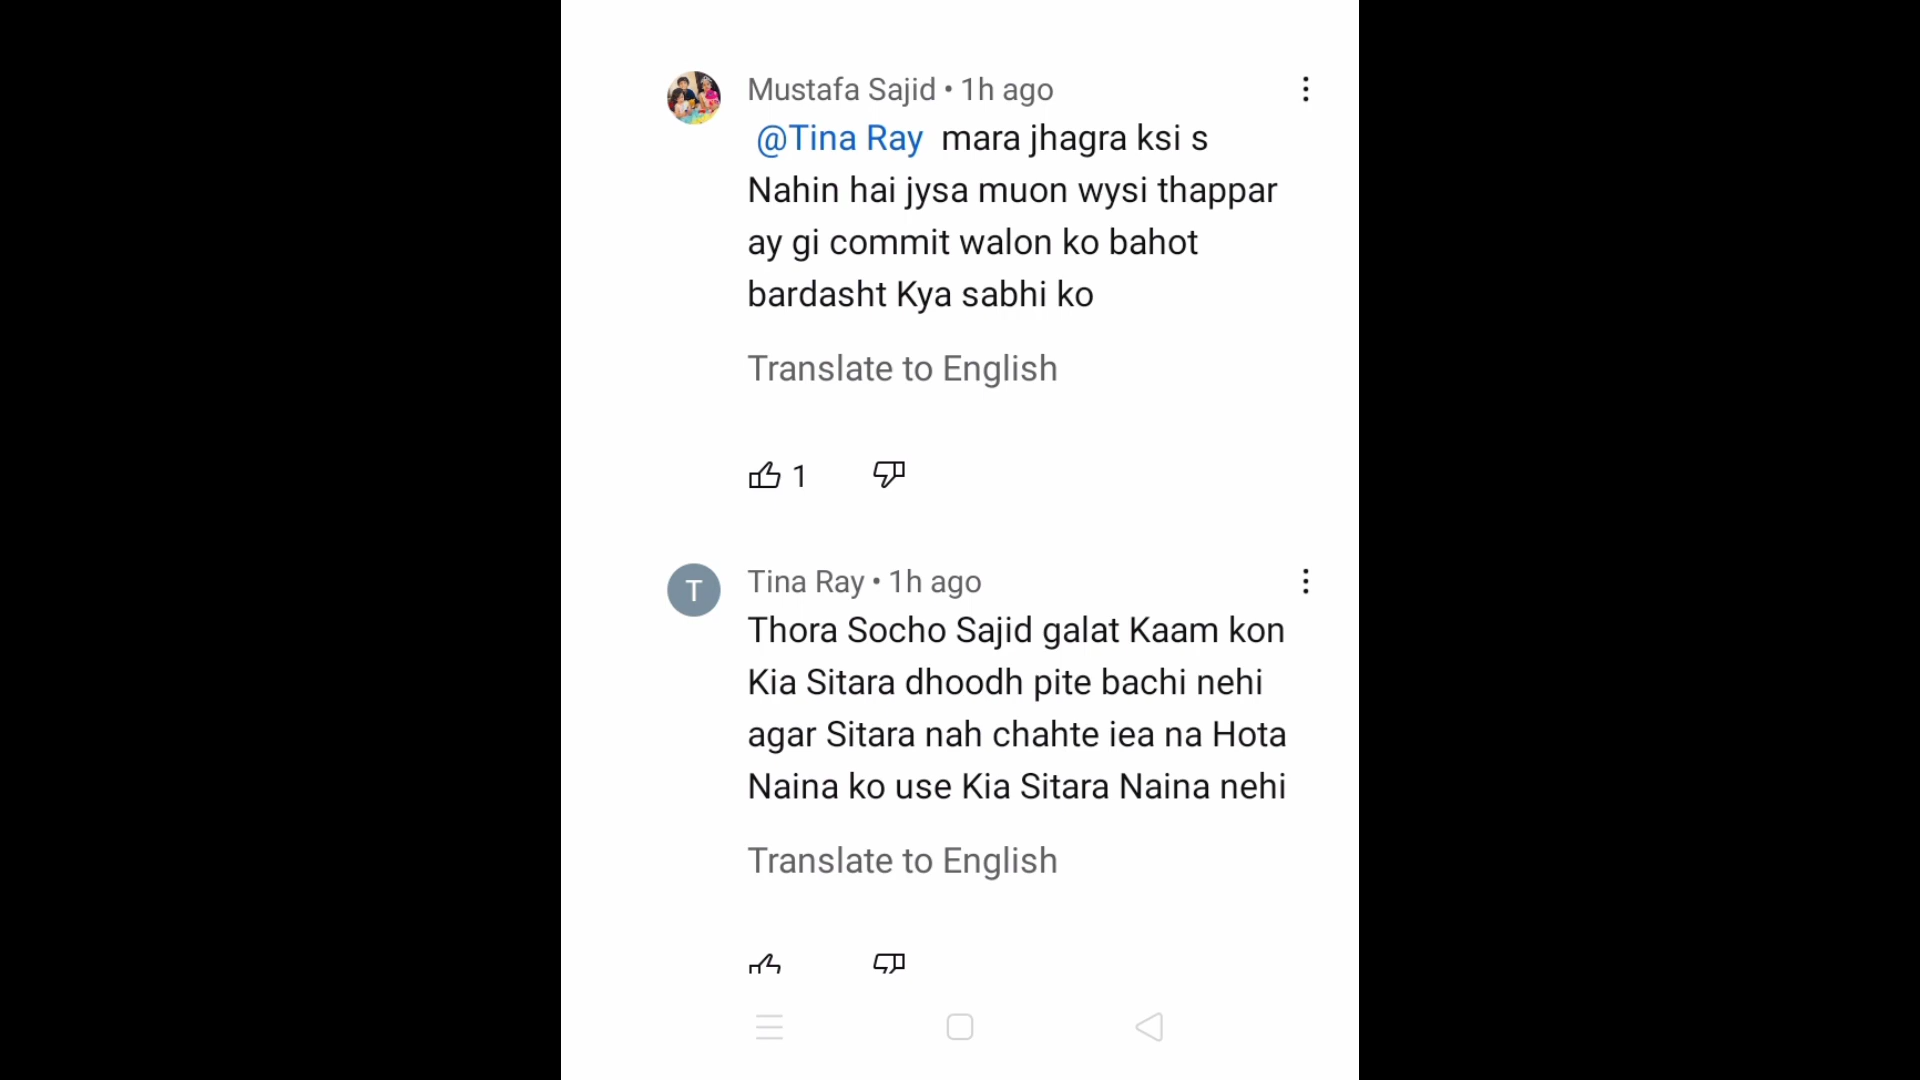 Mustafa Sajid • 1h ago
@Tina Ray mara jhagra ksi s
Nahin hai jysa muon wysi thappar
ay gi commit walon ko bahot
bardasht Kya sabhi ko
Translate to English
1
T
Tina Ray • 1h ago
Thora Socho Sajid galat Kaam kon
Kia Sitara dhoodh pite bachi nehi
agar Sitara nah chahte iea na Hota
Naina ko use Kia Sitara Naina nehi
Translate to English